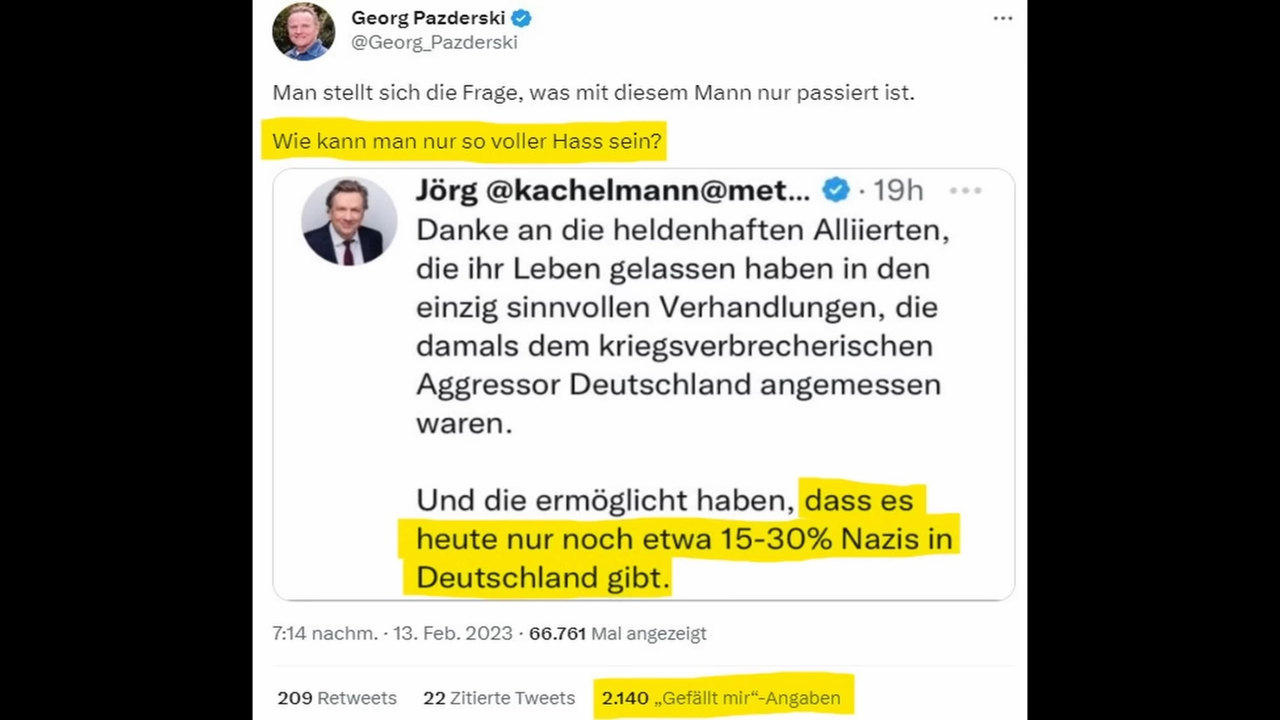 Georg Pazderski
@Georg_Pazderski
Man stellt sich die Frage, was mit diesem Mann nur passiert ist.
Wie kann man nur so voller Hass sein?
Jörg @kachelmann@met... · 19h
Danke an die heldenhaften Alliierten,
die ihr Leben gelassen haben in den
einzig sinnvollen Verhandlungen, die
damals dem kriegsverbrecherischen
Aggressor Deutschland angemessen
waren.
Und die ermöglicht haben, dass es
heute nur noch etwa 15-30% Nazis in
Deutschland gibt.
7:14 nachm. · 13. Feb. 2023 · 66.761 Mal angezeigt
209 Retweets 22 Zitierte Tweets 2.140 „Gefällt mir“-Angaben